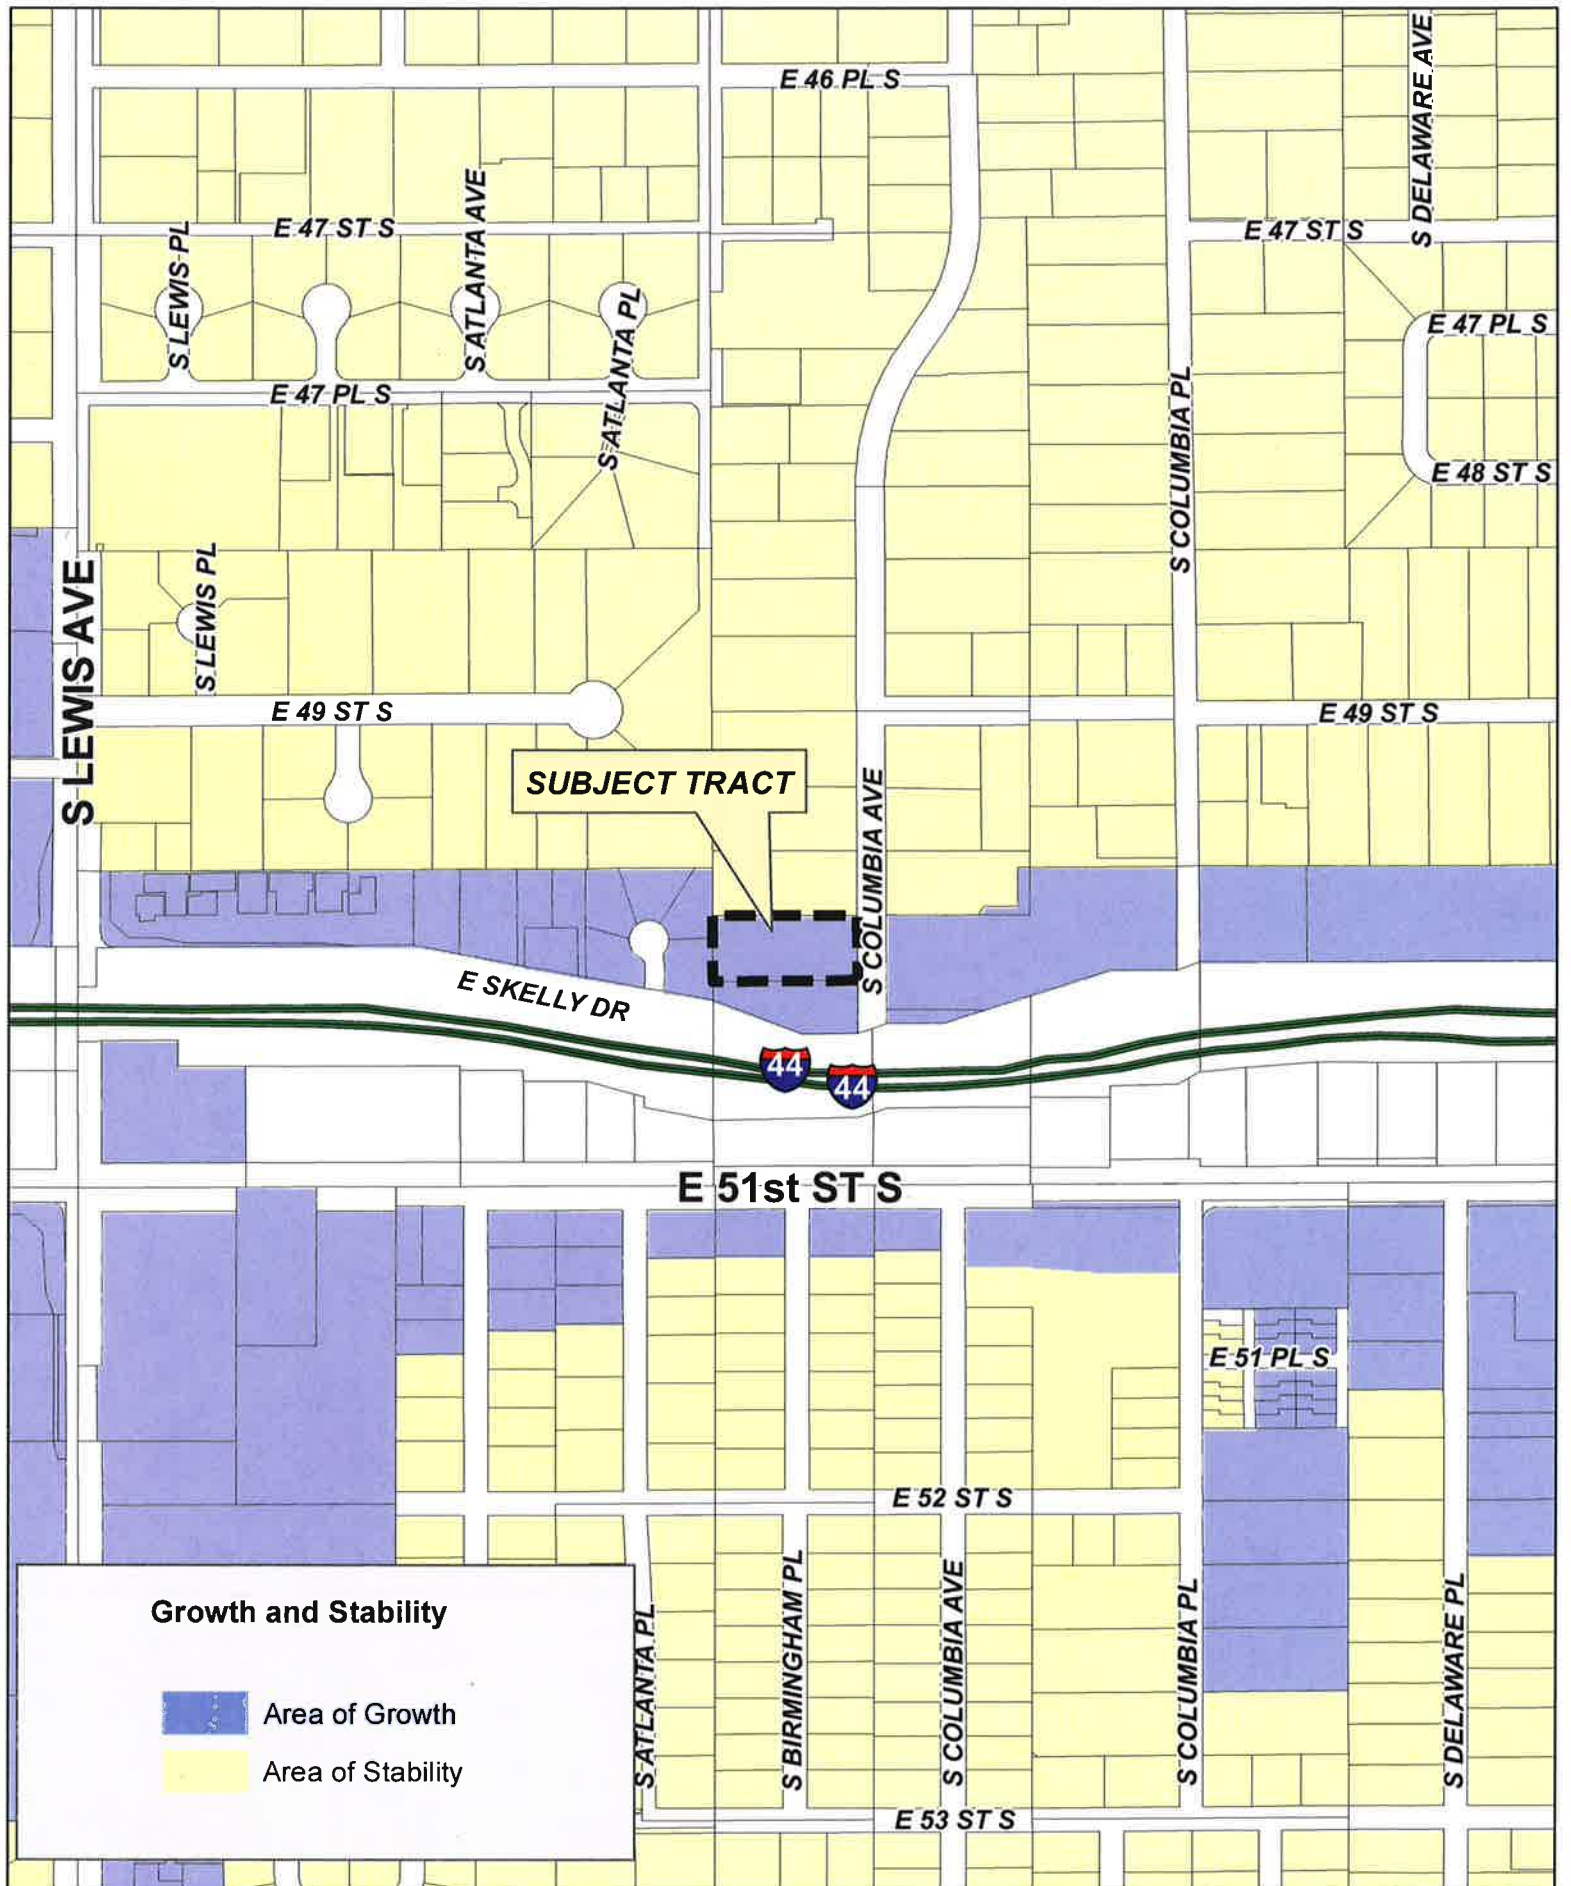 S DELAWARE AVE
E 46 PL S
E 47 ST S
E 47 ST S
S LEWIS PL
S ATLANTA AVE
S ATLANTA PL
E 47 PL S
E 47 PL S
S COLUMBIA PL
E 48 ST S
S LEWIS AVE
S LEWIS PL
E 49 ST S
E 49 ST S
SUBJECT TRACT
S COLUMBIA AVE
E SKELLY DR
44
44
E 51st ST S
E 51 PL S
E 52 ST S
Growth and Stability
Area of Growth
Area of Stability
S ATLANTA PL
S BIRMINGHAM PL
S COLUMBIA AVE
S COLUMBIA PL
S DELAWARE PL
E 53 ST S